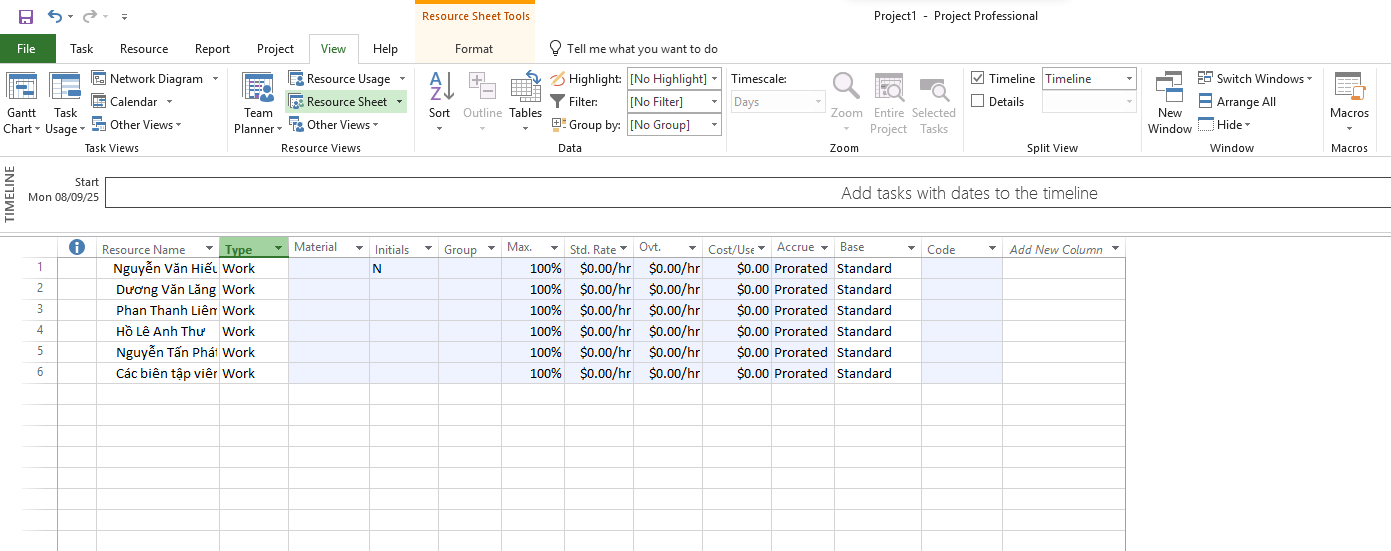 Resource Sheet Tools
Project1 - Project Professional
File Task Resource Report Project View Help Format Tell me what you want to do
Gantt Chart
Task Usage
Network Diagram
Calendar
Other Views
Task Views
Team Planner
Resource Usage
Resource Sheet
Other Views
Resource Views
Sort
Outline
Tables
Highlight: [No Highlight]
Filter: [No Filter]
Group by: [No Group]
Data
Timescale:
Days
Zoom
Entire Project
Selected Tasks
Zoom
Timeline Timeline
Details
Split View
New Window
Switch Windows
Arrange All
Hide
Window
Macros
Macros
TIMELINE
Start
Mon 08/09/25
Add tasks with dates to the timeline
Resource Name Type Material Initials Group Max. Std. Rate Ovt. Cost/Use Accrue Base Code Add New Column
1 Nguyễn Văn Hiếu Work N 100% $0.00/hr $0.00/hr $0.00 Prorated Standard
2 Dương Văn Lăng Work 100% $0.00/hr $0.00/hr $0.00 Prorated Standard
3 Phan Thanh Liêm Work 100% $0.00/hr $0.00/hr $0.00 Prorated Standard
4 Hồ Lê Anh Thư Work 100% $0.00/hr $0.00/hr $0.00 Prorated Standard
5 Nguyễn Tấn Phát Work 100% $0.00/hr $0.00/hr $0.00 Prorated Standard
6 Các biên tập viên Work 100% $0.00/hr $0.00/hr $0.00 Prorated Standard